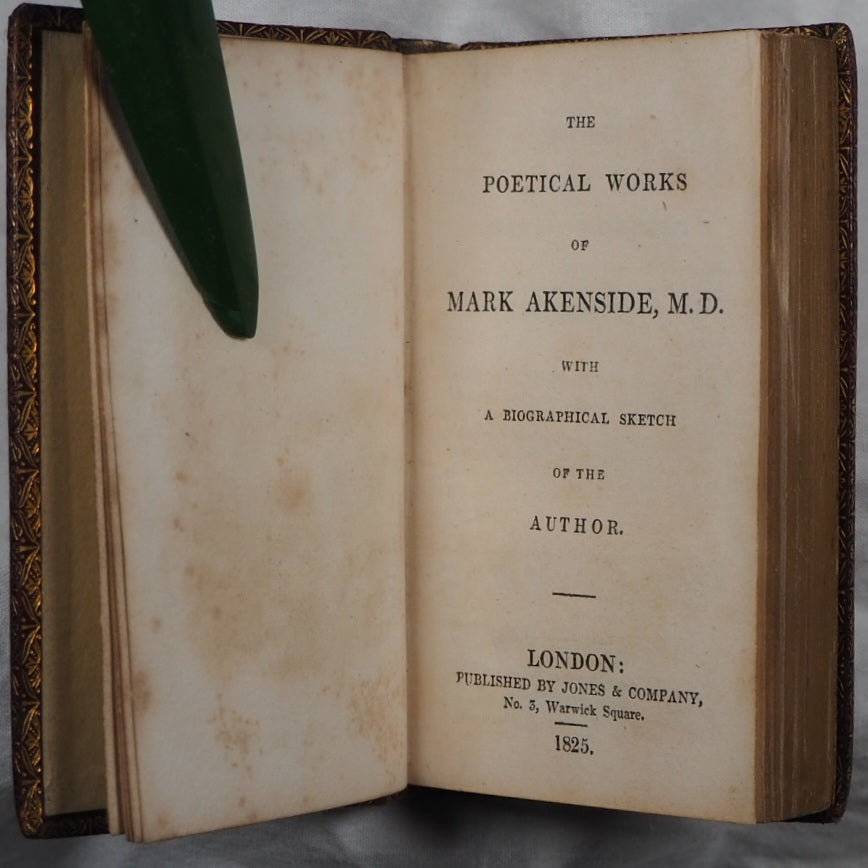 THE
POETICAL WORKS
OF
MARK AKENSIDE, M. D.
WITH
A BIOGRAPHICAL SKETCH
OF THE
AUTHOR.
LONDON:
PUBLISHED BY JONES & COMPANY,
No. 3, Warwick Square.
1825.